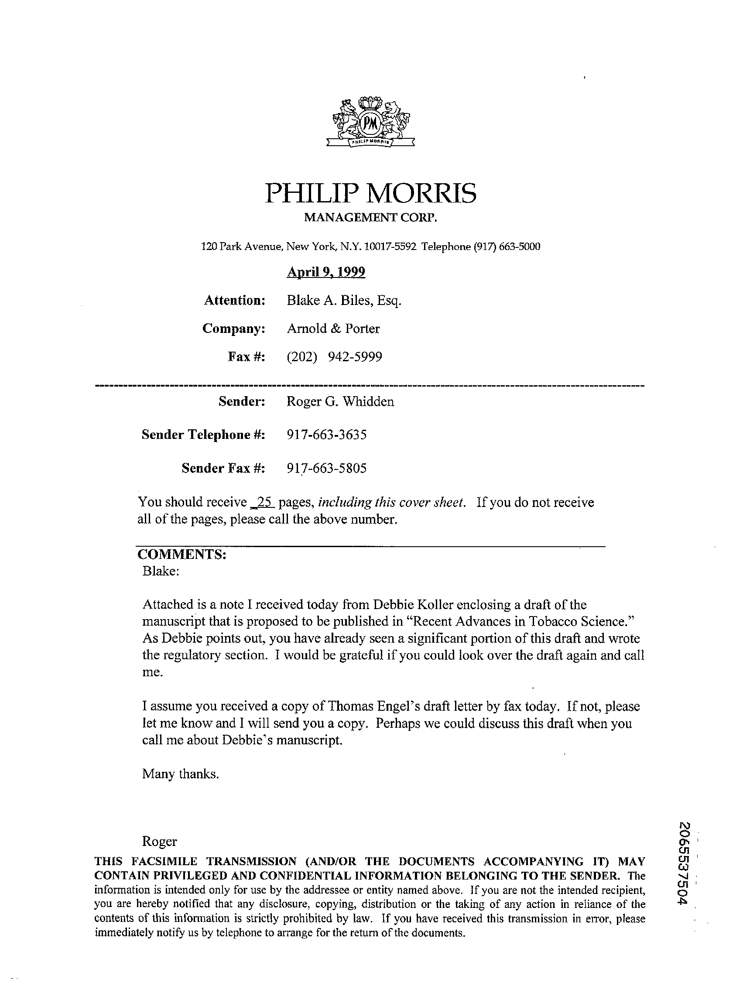 PM
PHILIP MORRIS
PHILIP MORRIS
MANAGEMENT CORP.
120 Park Avenue, New York, N.Y. 10017-5592 Telephone (917) 663-5000
April 9, 1999
Attention: Blake A. Biles, Esq.
Company: Arnold & Porter
Fax #: (202) 942-5999
Sender: Roger G. Whidden
Sender Telephone #: 917-663-3635
Sender Fax #: 917-663-5805
You should receive 25 pages, including this cover sheet. If you do not receive
all of the pages, please call the above number.
COMMENTS:
Blake:
Attached is a note I received today from Debbie Koller enclosing a draft of the
manuscript that is proposed to be published in “Recent Advances in Tobacco Science.”
As Debbie points out, you have already seen a significant portion of this draft and wrote
the regulatory section. I would be grateful if you could look over the draft again and call
me.
I assume you received a copy of Thomas Engel’s draft letter by fax today. If not, please
let me know and I will send you a copy. Perhaps we could discuss this draft when you
call me about Debbie’s manuscript.
Many thanks.
Roger
THIS FACSIMILE TRANSMISSION (AND/OR THE DOCUMENTS ACCOMPANYING IT) MAY
CONTAIN PRIVILEGED AND CONFIDENTIAL INFORMATION BELONGING TO THE SENDER. The
information is intended only for use by the addressee or entity named above. If you are not the intended recipient,
you are hereby notified that any disclosure, copying, distribution or the taking of any action in reliance of the
contents of this information is strictly prohibited by law. If you have received this transmission in error, please
immediately notify us by telephone to arrange for the return of the documents.
2065537504